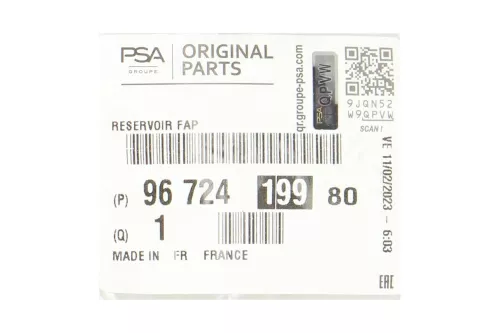 PSA
GROUPE
ORIGINAL
PARTS
qr.groupe-psa.com
PSA QPVW
9JQN52
W9QPVW
SCAN !
RESERVOIR FAP
(P) 96 724 199 80
(Q) 1
MADE IN FR FRANCE
VE 11/02/2023 - 6:03
EAC